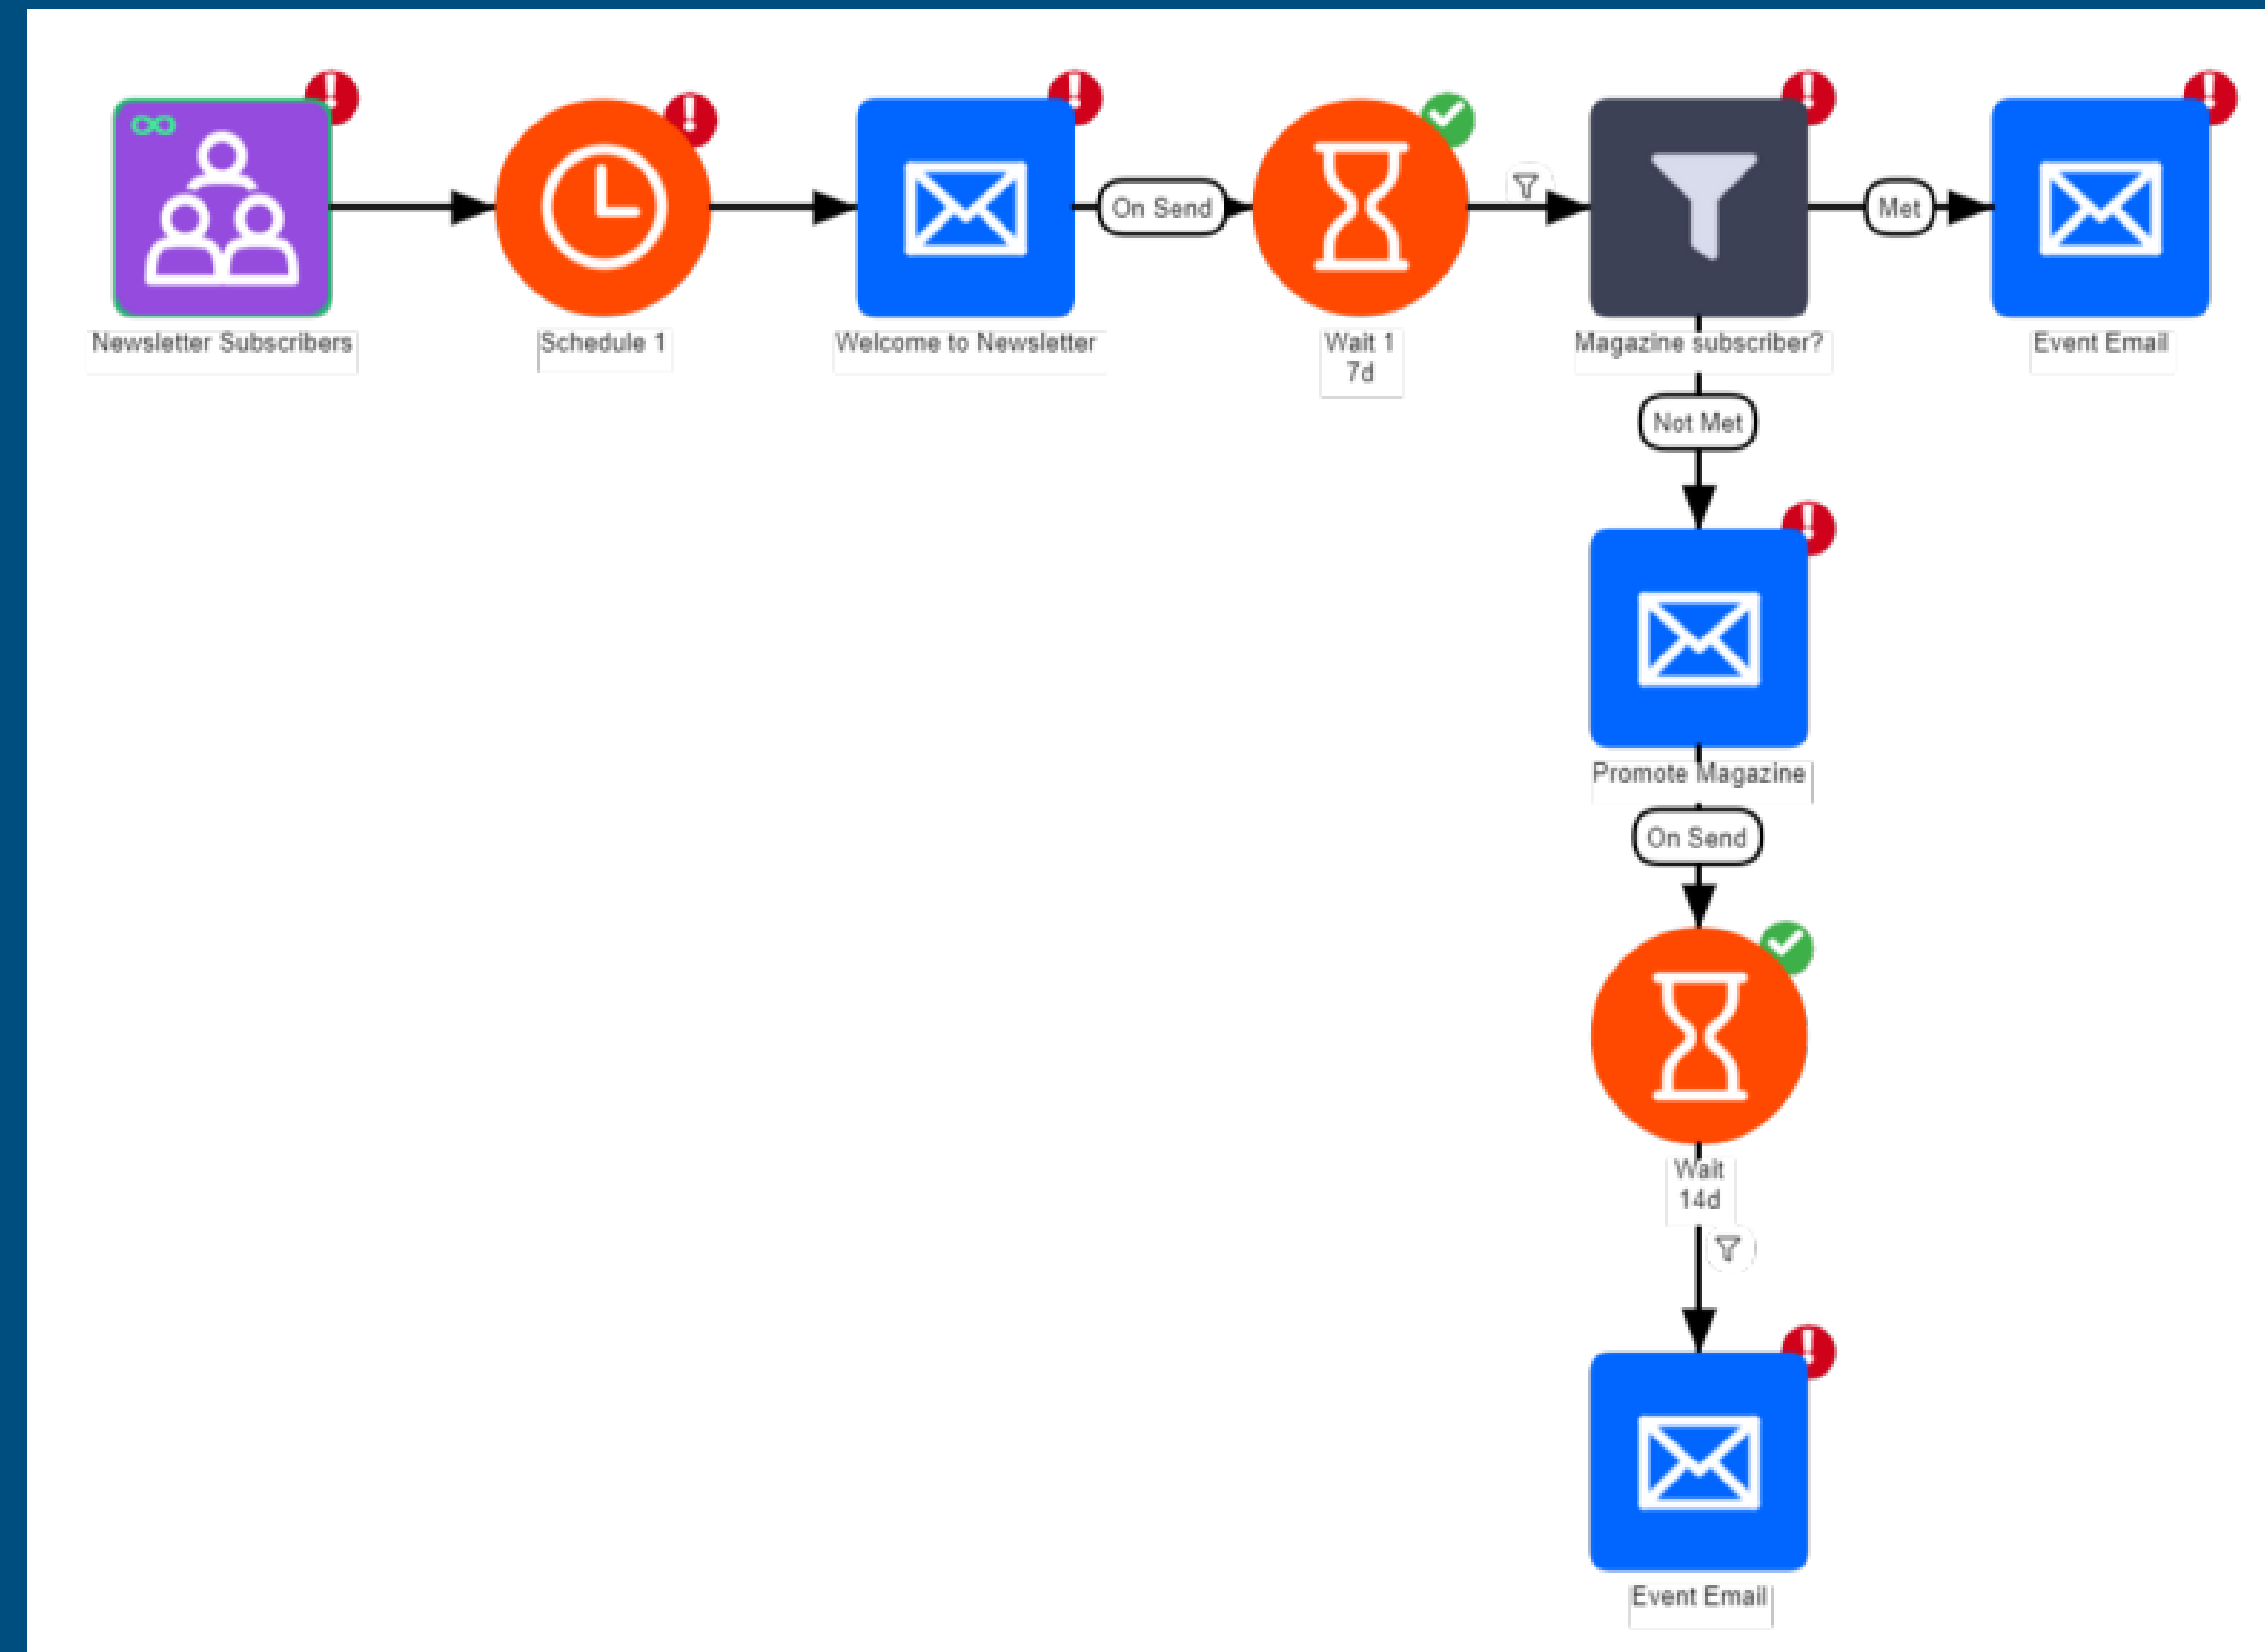 Newsletter Subscribers
Schedule 1
Welcome to Newsletter
On Send
Wait 1
7d
Magazine subscriber?
Met
Event Email
Not Met
Promote Magazine
On Send
Wait
14d
Event Email